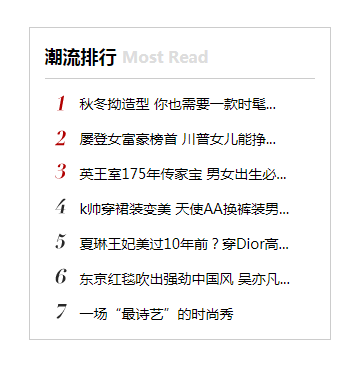 潮流排行 Most Read
1 秋冬拗造型 你也需要一款时髦...
2 屡登女富豪榜首 川普女儿能挣...
3 英王室175年传家宝 男女出生必...
4 k帅穿裙装变美 天使AA换裤装男...
5 夏琳王妃美过10年前？穿Dior高...
6 东京红毯吹出强劲中国风 吴亦凡...
7 一场“最诗艺”的时尚秀